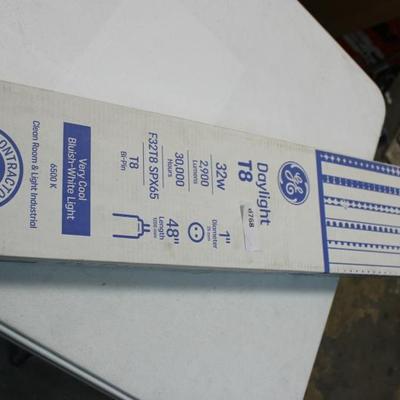 GE
Daylight
T8
32w
2,900
Lumens
30,000
Hours
F32T8 SPX65
T8
Bi-Pin
1"
Diameter
48"
Length
Very Cool
Bluish-White Light
6500 K
Clean Room & Light Industrial